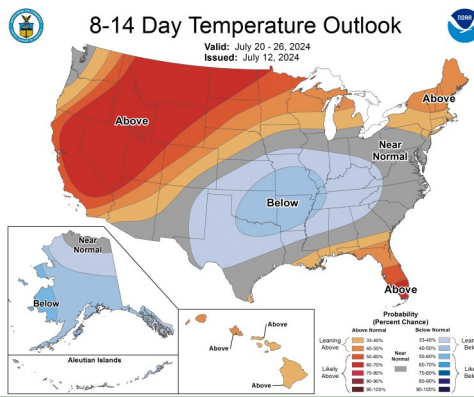 8-14 Day Temperature Outlook
Valid: July 20 - 26, 2024
Issued: July 12, 2024
NOAA
Above
Above
Near
Normal
Below
Above
Near
Normal
Below
Aleutian Islands
Above
Above
Above
Probability
(Percent Chance)
Above Normal
Below Normal
Leaning
Above
Likely
Above
33-40%
40-50%
50-60%
60-70%
70-80%
80-90%
90-100%
Near
Normal
33-40%
40-50%
50-60%
60-70%
70-80%
80-90%
90-100%